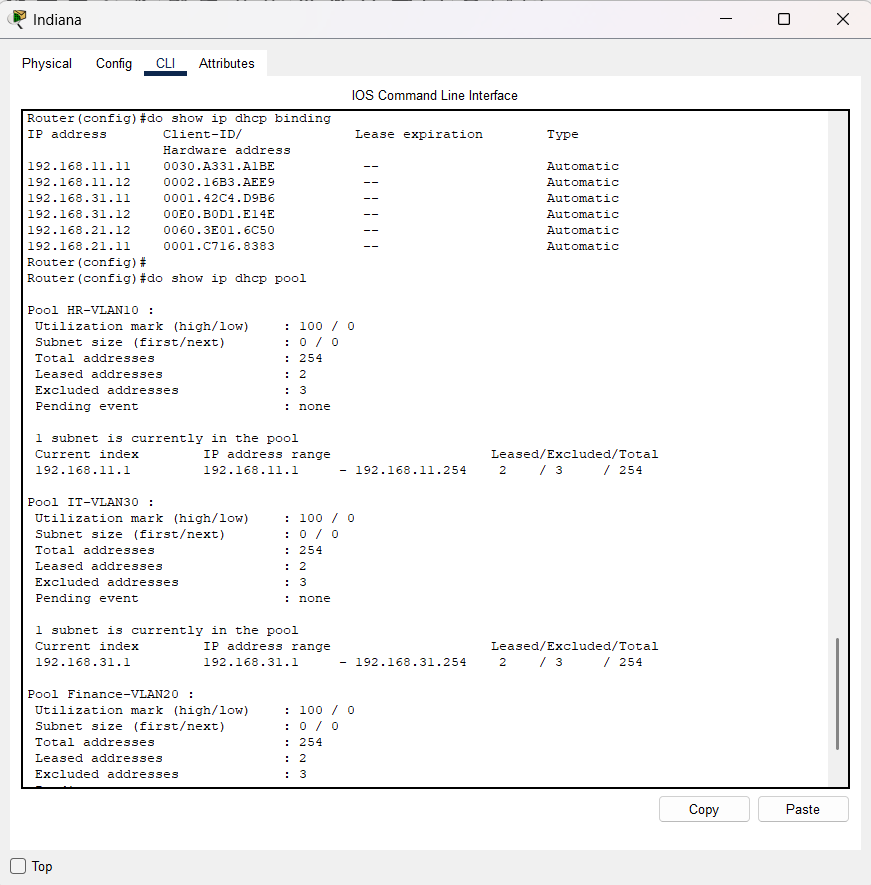 Indiana
Physical Config CLI Attributes
IOS Command Line Interface
Router(config)#do show ip dhcp binding
IP address Client-ID/ Lease expiration Type
Hardware address
192.168.11.11 0030.A331.A1BE -- Automatic
192.168.11.12 0002.16B3.AEE9 -- Automatic
192.168.31.11 0001.42C4.D9B6 -- Automatic
192.168.31.12 00E0.B0D1.E14E -- Automatic
192.168.21.12 0060.3E01.6C50 -- Automatic
192.168.21.11 0001.C716.8383 -- Automatic
Router(config)#
Router(config)#do show ip dhcp pool
Pool HR-VLAN10 :
Utilization mark (high/low) : 100 / 0
Subnet size (first/next) : 0 / 0
Total addresses : 254
Leased addresses : 2
Excluded addresses : 3
Pending event : none
1 subnet is currently in the pool
Current index IP address range Leased/Excluded/Total
192.168.11.1 192.168.11.1 - 192.168.11.254 2 / 3 / 254
Pool IT-VLAN30 :
Utilization mark (high/low) : 100 / 0
Subnet size (first/next) : 0 / 0
Total addresses : 254
Leased addresses : 2
Excluded addresses : 3
Pending event : none
1 subnet is currently in the pool
Current index IP address range Leased/Excluded/Total
192.168.31.1 192.168.31.1 - 192.168.31.254 2 / 3 / 254
Pool Finance-VLAN20 :
Utilization mark (high/low) : 100 / 0
Subnet size (first/next) : 0 / 0
Total addresses : 254
Leased addresses : 2
Excluded addresses : 3
Copy Paste
Top